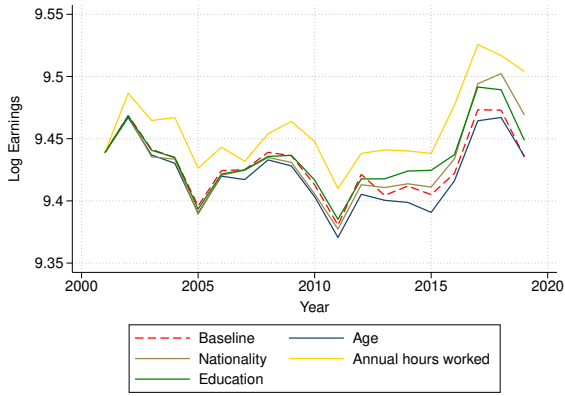 9.55
9.5
9.45
9.4
9.35
Log Earnings
2000 2005 2010 2015 2020
Year
Baseline Age
Nationality Annual hours worked
Education